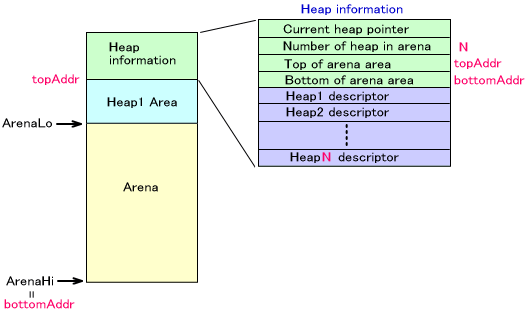 Heap information
Current heap pointer
Number of heap in arena N
Top of arena area topAddr
Bottom of arena area bottomAddr
Heap1 descriptor
Heap2 descriptor
HeapN descriptor
Heap
information
topAddr
Heap1 Area
ArenaLo
Arena
ArenaHi
=
bottomAddr